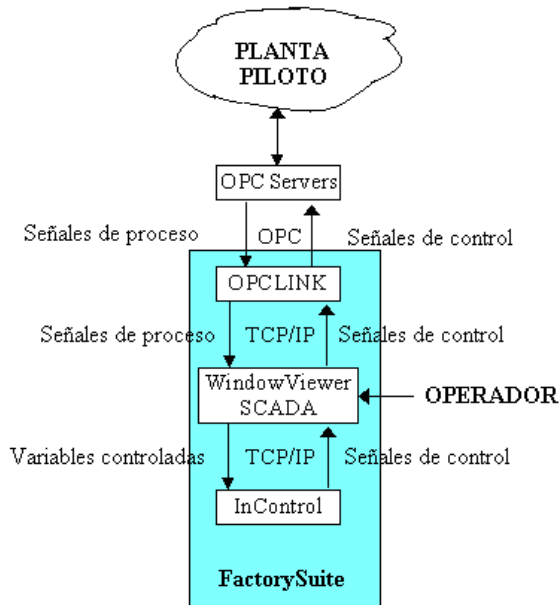 PLANTA
PILOTO
OPC Servers
Señales de proceso OPC Señales de control
OPCLINK
Señales de proceso TCP/IP Señales de control
WindowViewer
SCADA
OPERADOR
Variables controladas TCP/IP Señales de control
InControl
FactorySuite